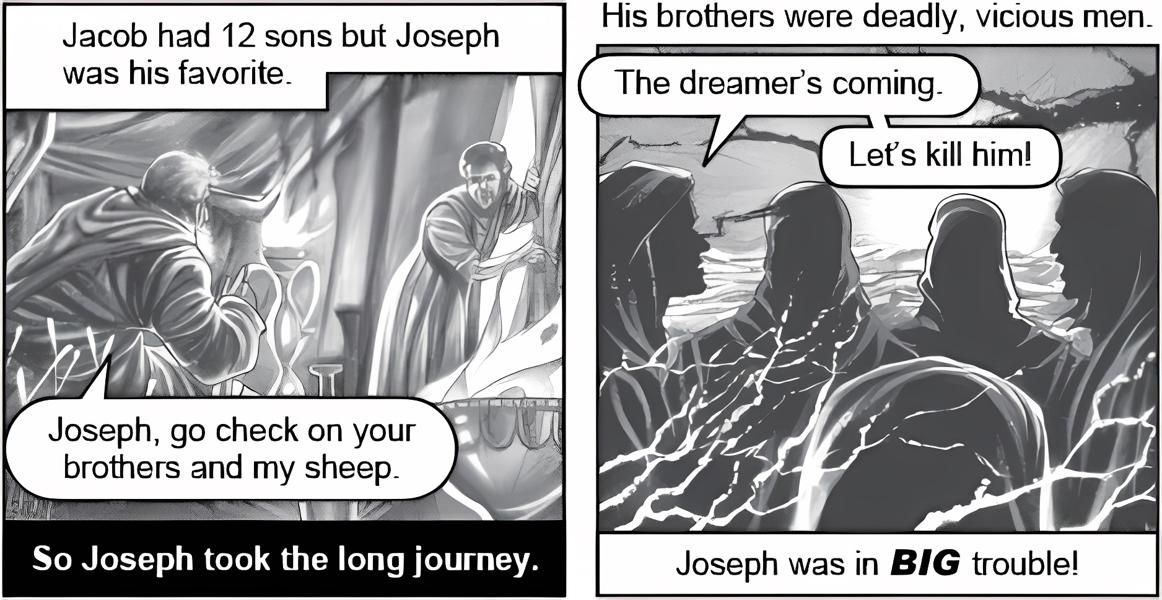 Jacob had 12 sons but Joseph
was his favorite.
Joseph, go check on your
brothers and my sheep.
So Joseph took the long journey.
His brothers were deadly, vicious men.
The dreamer's coming.
Let's kill him!
Joseph was in BIG trouble!